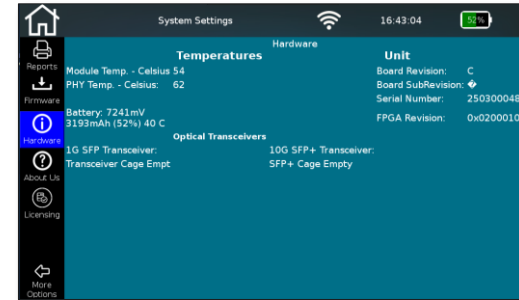 System Settings
16:43:04
52%
Hardware
Reports
Firmware
Hardware
About Us
Licensing
More
Options
Temperatures
Module Temp. - Celsius 54
PHY Temp. - Celsius: 62
Battery: 7241mV
3193mAh (52%) 40 C
Unit
Board Revision: C
Board SubRevision: �
Serial Number: 250300048
FPGA Revision: 0x0200010
Optical Transceivers
1G SFP Transceiver:
Transceiver Cage Empt
10G SFP+ Transceiver:
SFP+ Cage Empty